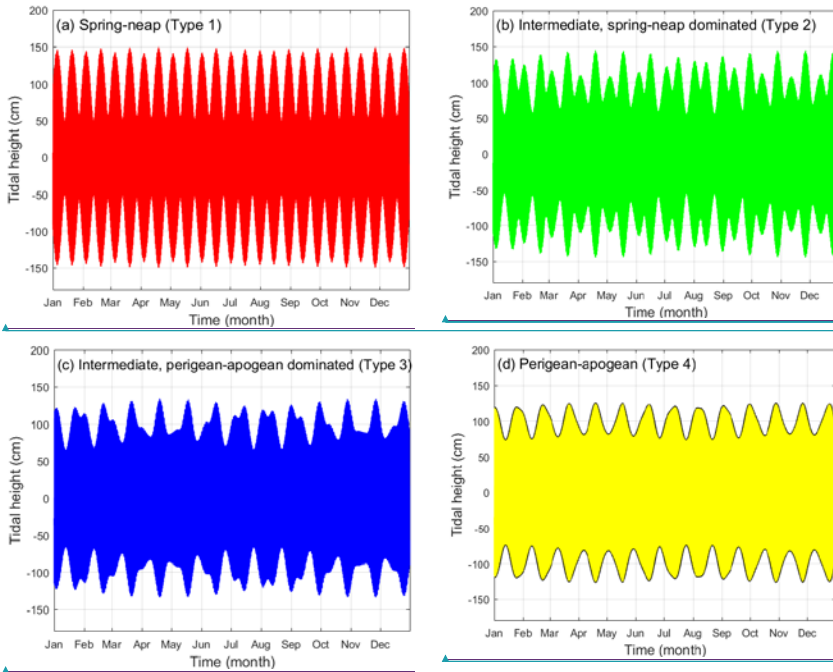 (a) Spring-neap (Type 1)
200
150
100
50
0
-50
-100
-150
Tidal height (cm)
Jan Feb Mar Apr May Jun Jul Aug Sep Oct Nov Dec
Time (month)
(b) Intermediate, spring-neap dominated (Type 2)
200
150
100
50
0
-50
-100
-150
Tidal height (cm)
Jan Feb Mar Apr May Jun Jul Aug Sep Oct Nov Dec
Time (month)
(c) Intermediate, perigean-apogean dominated (Type 3)
200
150
100
50
0
-50
-100
-150
Tidal height (cm)
Jan Feb Mar Apr May Jun Jul Aug Sep Oct Nov Dec
Time (month)
(d) Perigean-apogean (Type 4)
200
150
100
50
0
-50
-100
-150
Tidal height (cm)
Jan Feb Mar Apr May Jun Jul Aug Sep Oct Nov Dec
Time (month)